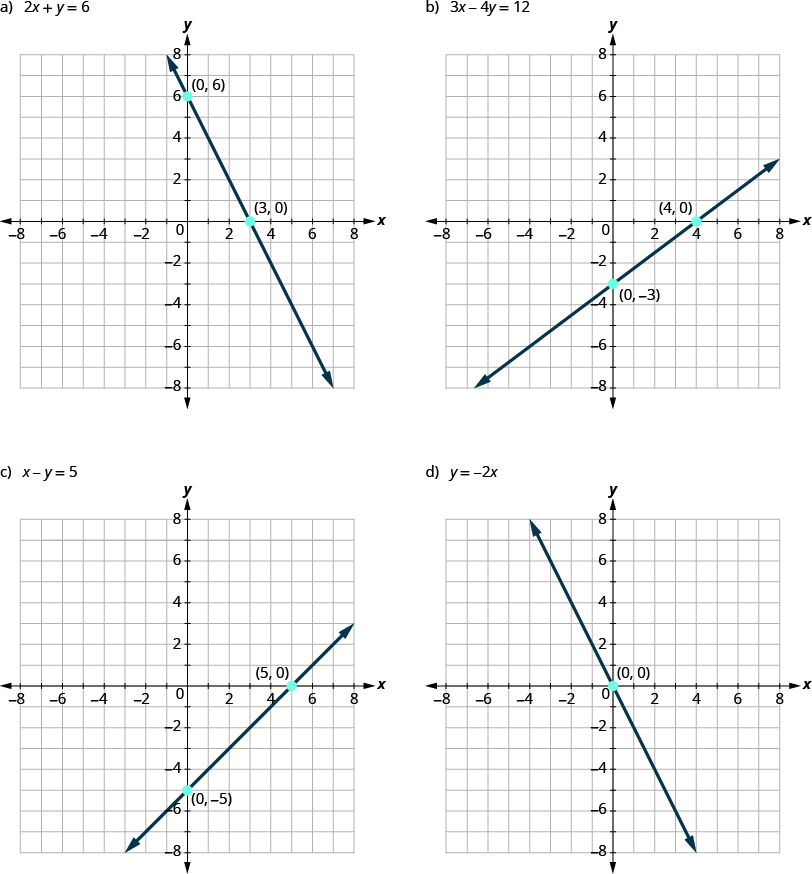 a) 2x + y = 6
y
8
(0, 6)
6
4
2
(3, 0)
x
−8 −6 −4 −2 0 2 4 6 8
−2
−4
−6
−8
b) 3x – 4y = 12
y
8
6
4
2
(4, 0)
x
−8 −6 −4 −2 0 2 4 6 8
−2
(0, −3)
−4
−6
−8
c) x – y = 5
y
8
6
4
2
(5, 0)
x
−8 −6 −4 −2 0 2 4 6 8
−2
−4
(0, −5)
−6
−8
d) y = –2x
y
8
6
4
2
(0, 0)
x
−8 −6 −4 −2 0 2 4 6 8
−2
−4
−6
−8